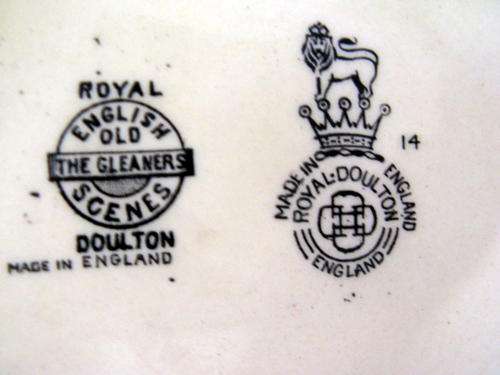 ROYAL
ENGLISH
OLD
THE GLEANERS
SCENES
DOULTON
MADE IN ENGLAND
14
MADE IN ENGLAND
ROYAL·DOULTON
ENGLAND